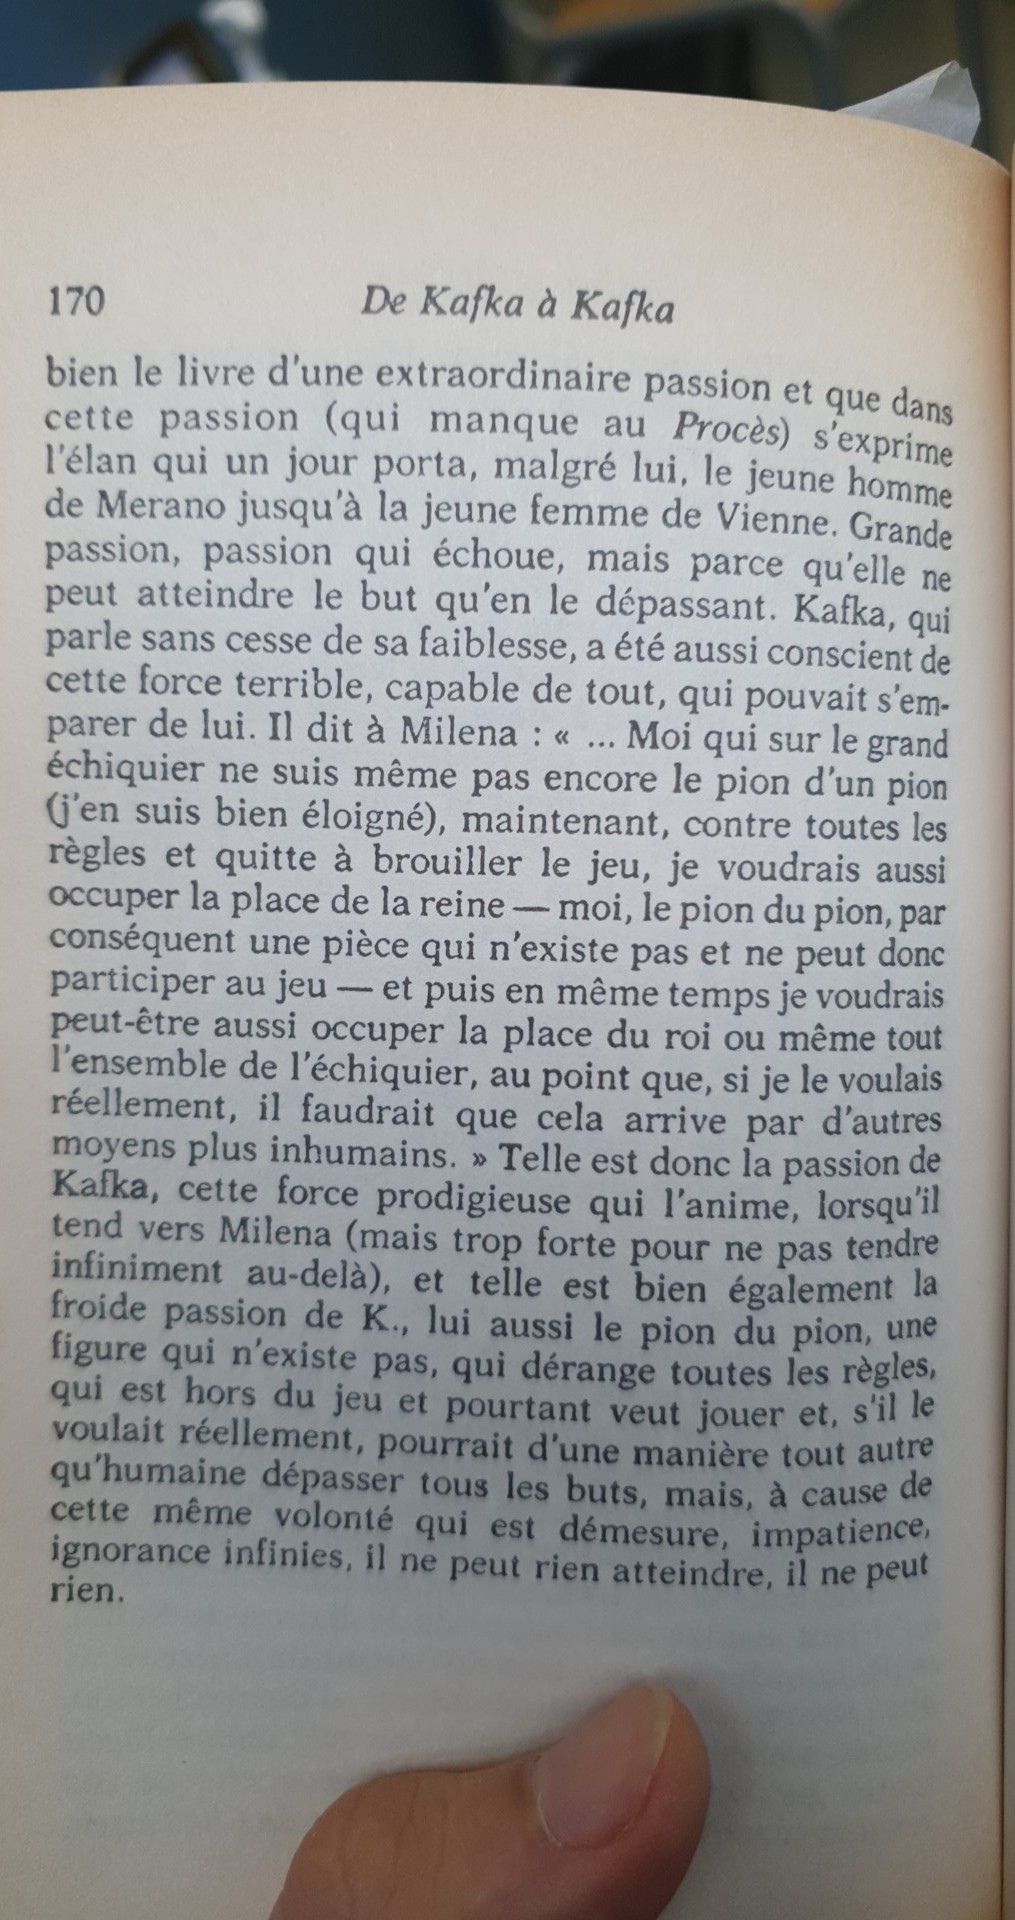 170 De Kafka à Kafka
bien le livre d'une extraordinaire passion et que dans
cette passion (qui manque au Procès) s'exprime
l'élan qui un jour porta, malgré lui, le jeune homme
de Merano jusqu'à la jeune femme de Vienne. Grande
passion, passion qui échoue, mais parce qu'elle ne
peut atteindre le but qu'en le dépassant. Kafka, qui
parle sans cesse de sa faiblesse, a été aussi conscient de
cette force terrible, capable de tout, qui pouvait s'em-
parer de lui. Il dit à Milena : « ... Moi qui sur le grand
échiquier ne suis même pas encore le pion d'un pion
(j'en suis bien éloigné), maintenant, contre toutes les
règles et quitte à brouiller le jeu, je voudrais aussi
occuper la place de la reine — moi, le pion du pion, par
conséquent une pièce qui n'existe pas et ne peut donc
participer au jeu — et puis en même temps je voudrais
peut-être aussi occuper la place du roi ou même tout
l'ensemble de l'échiquier, au point que, si je le voulais
réellement, il faudrait que cela arrive par d'autres
moyens plus inhumains. » Telle est donc la passion de
Kafka, cette force prodigieuse qui l'anime, lorsqu'il
tend vers Milena (mais trop forte pour ne pas tendre
infiniment au-delà), et telle est bien également la
froide passion de K., lui aussi le pion du pion, une
figure qui n'existe pas, qui dérange toutes les règles,
qui est hors du jeu et pourtant veut jouer et, s'il le
voulait réellement, pourrait d'une manière tout autre
qu'humaine dépasser tous les buts, mais, à cause de
cette même volonté qui est démesure, impatience,
ignorance infinies, il ne peut rien atteindre, il ne peut
rien.